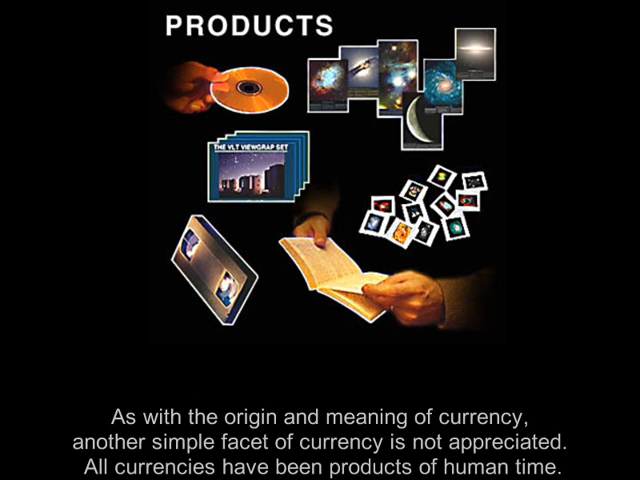 PRODUCTS
THE VLT VIEWGRAP SET
As with the origin and meaning of currency,
another simple facet of currency is not appreciated.
All currencies have been products of human time.